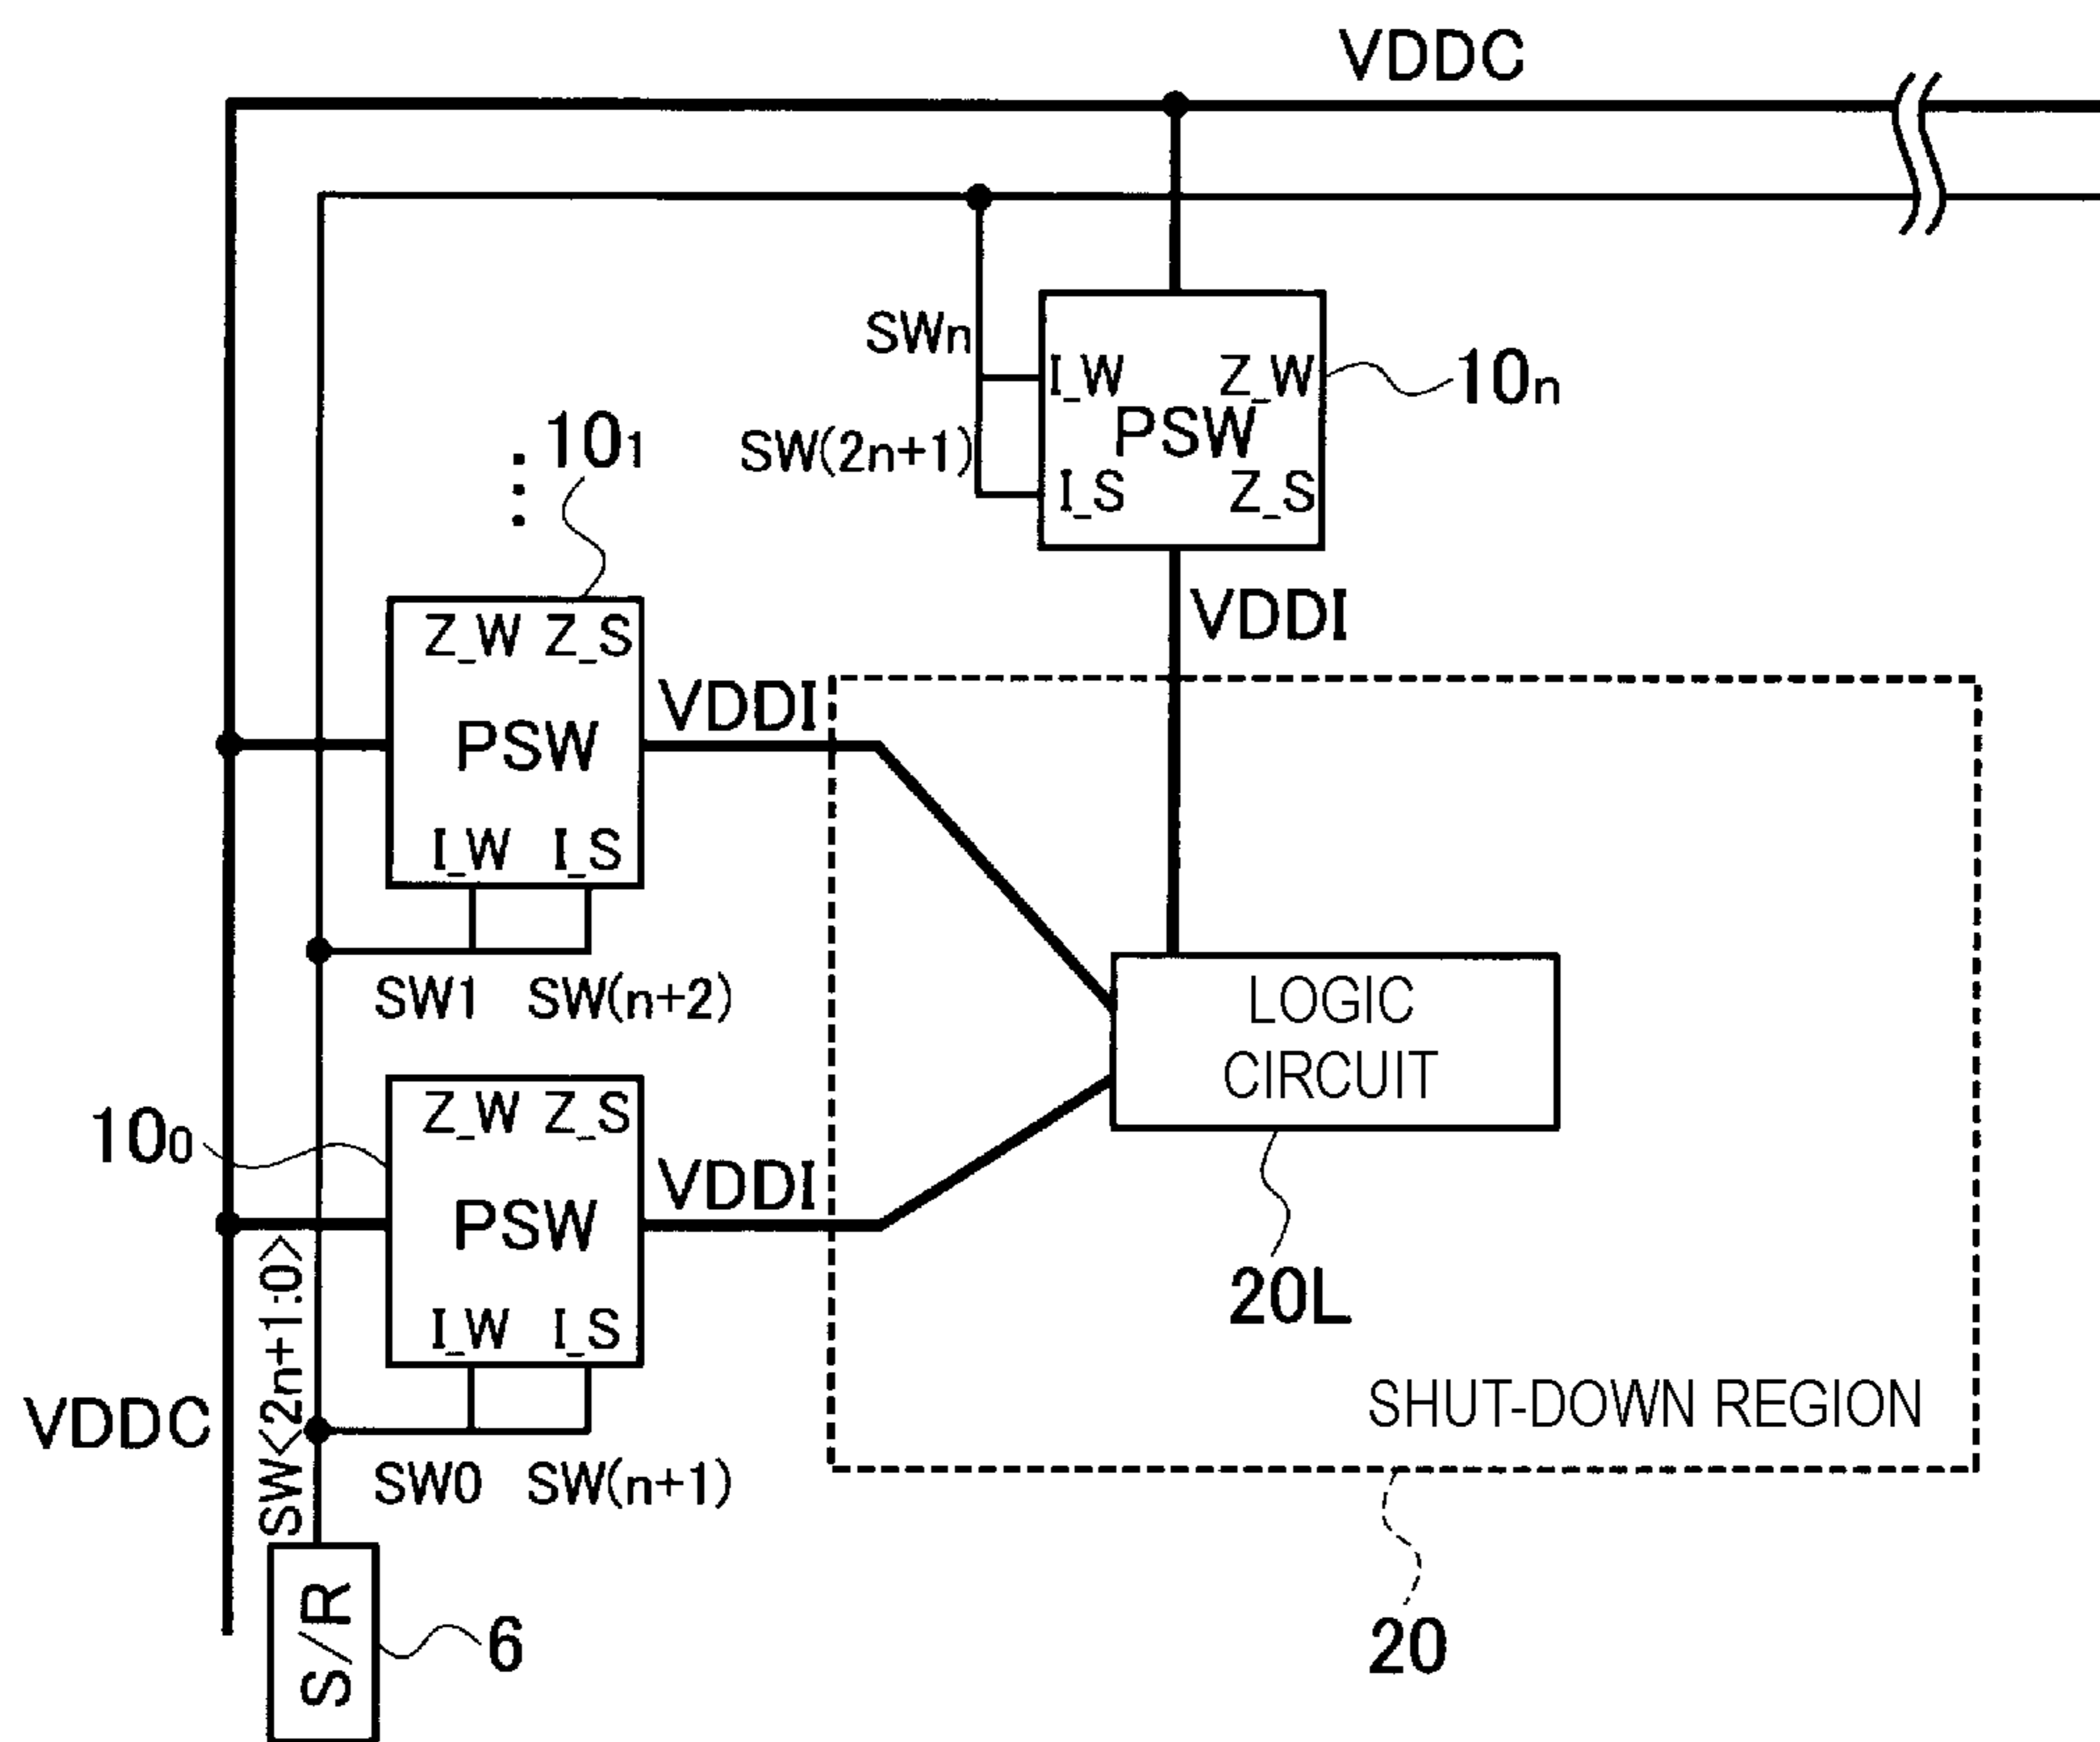 VDDC
SWn
I_W Z_W
10n
PSW
SW(2n+1)
I_S Z_S
101
VDDI
Z_W Z_S
VDDI
PSW
I_W I_S
SW1 SW(n+2)
LOGIC
CIRCUIT
100
Z_W Z_S
VDDI
PSW
20L
I_W I_S
SW<2n+1:0>
VDDC
SHUT-DOWN REGION
SW0 SW(n+1)
S/R
6
20